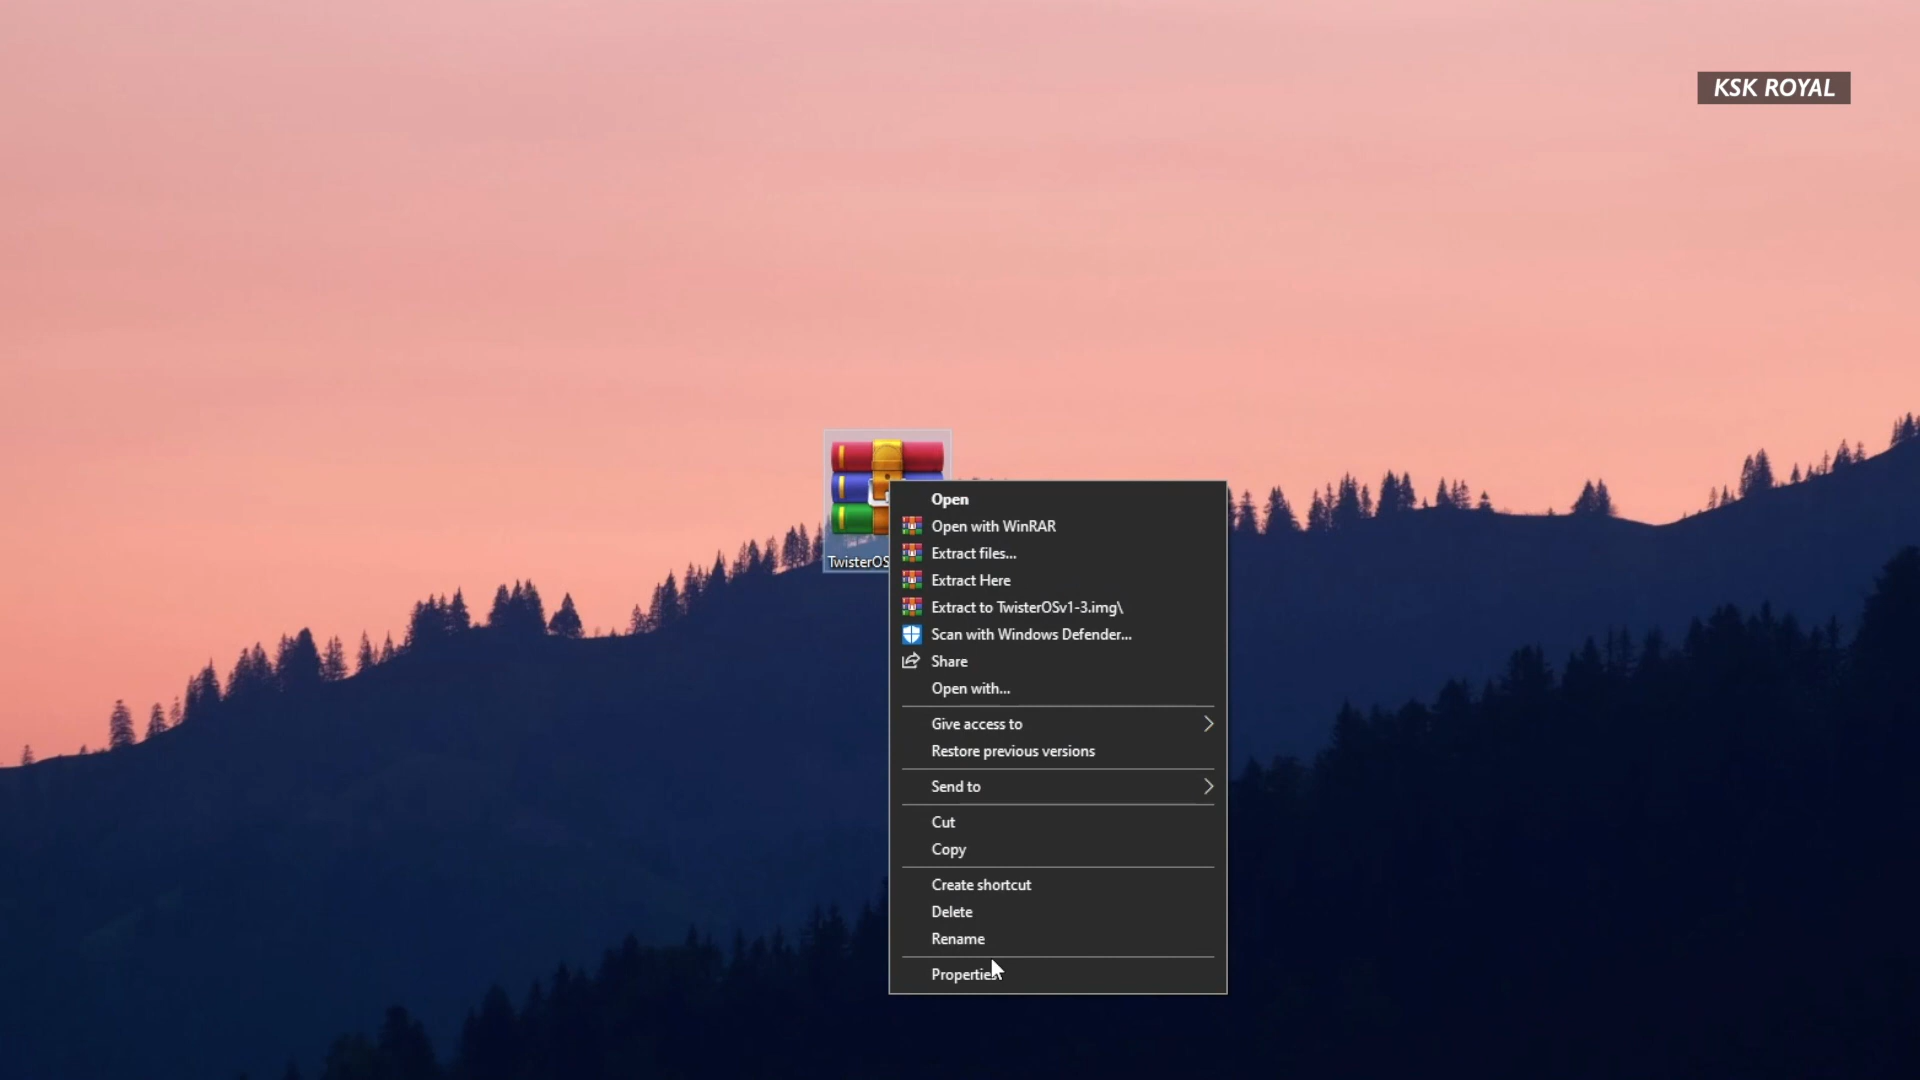 KSK ROYAL
TwisterOS
Open
Open with WinRAR
Extract files...
Extract Here
Extract to TwisterOSv1-3.img\
Scan with Windows Defender...
Share
Open with...
Give access to
Restore previous versions
Send to
Cut
Copy
Create shortcut
Delete
Rename
Properties